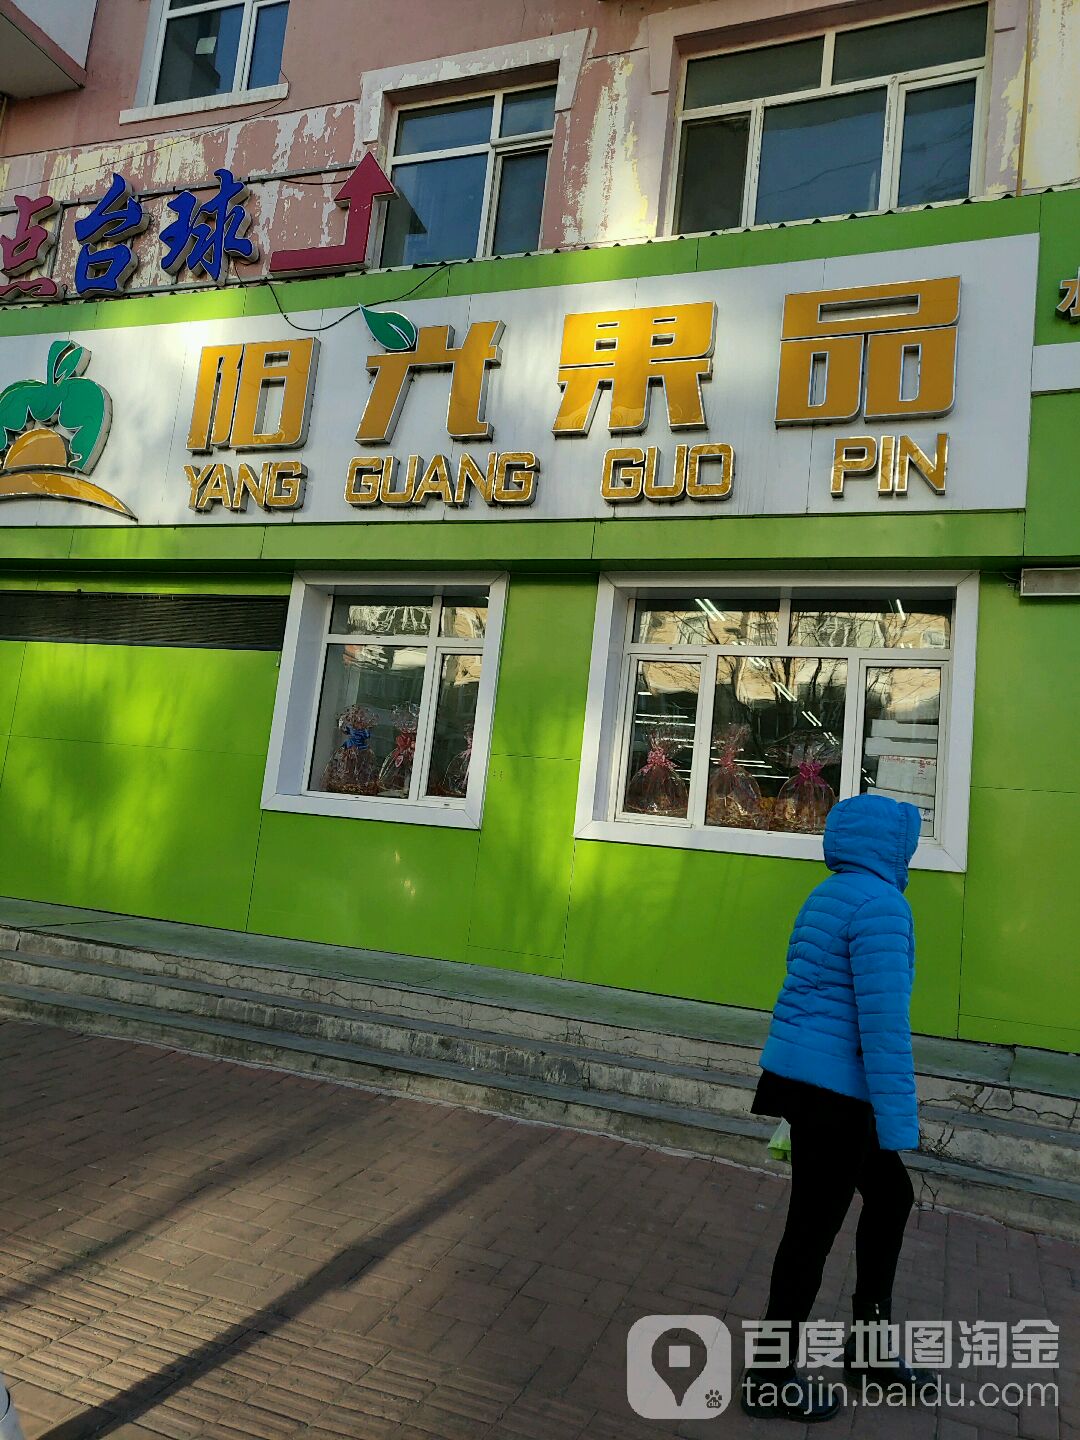 点台球
阳光果品
YANG GUANG GUO PIN
百度地图淘金
taojin.baidu.com
du